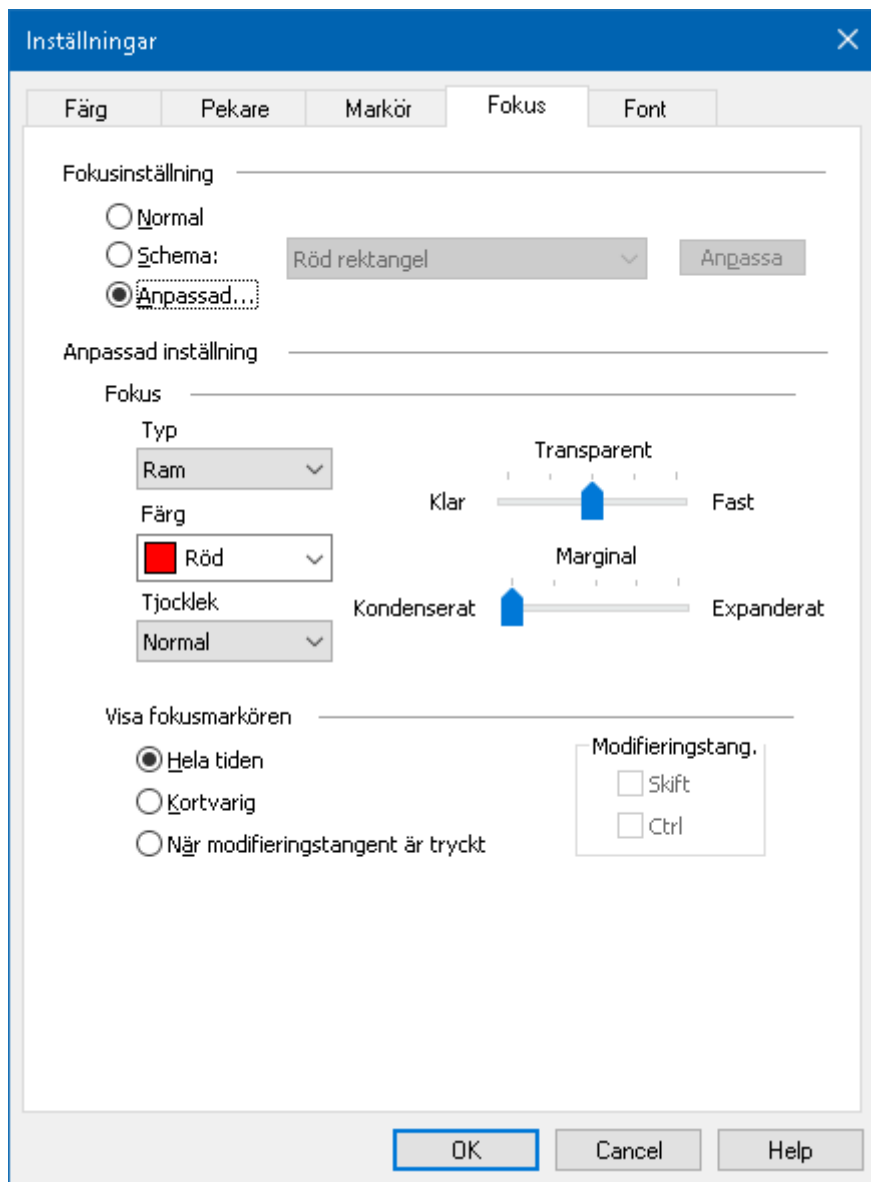 Inställningar
Färg Pekare Markör Fokus Font
Fokusinställning
Normal
Schema: Röd rektangel Anpassa
Anpassad...
Anpassad inställning
Fokus
Typ
Transparent
Ram
Klar Fast
Färg
Röd
Marginal
Tjocklek
Kondenserat Expanderat
Normal
Visa fokusmarkören
Modifieringstang.
Hela tiden
Skift
Kortvarig
Ctrl
När modifieringstangent är tryckt
OK Cancel Help